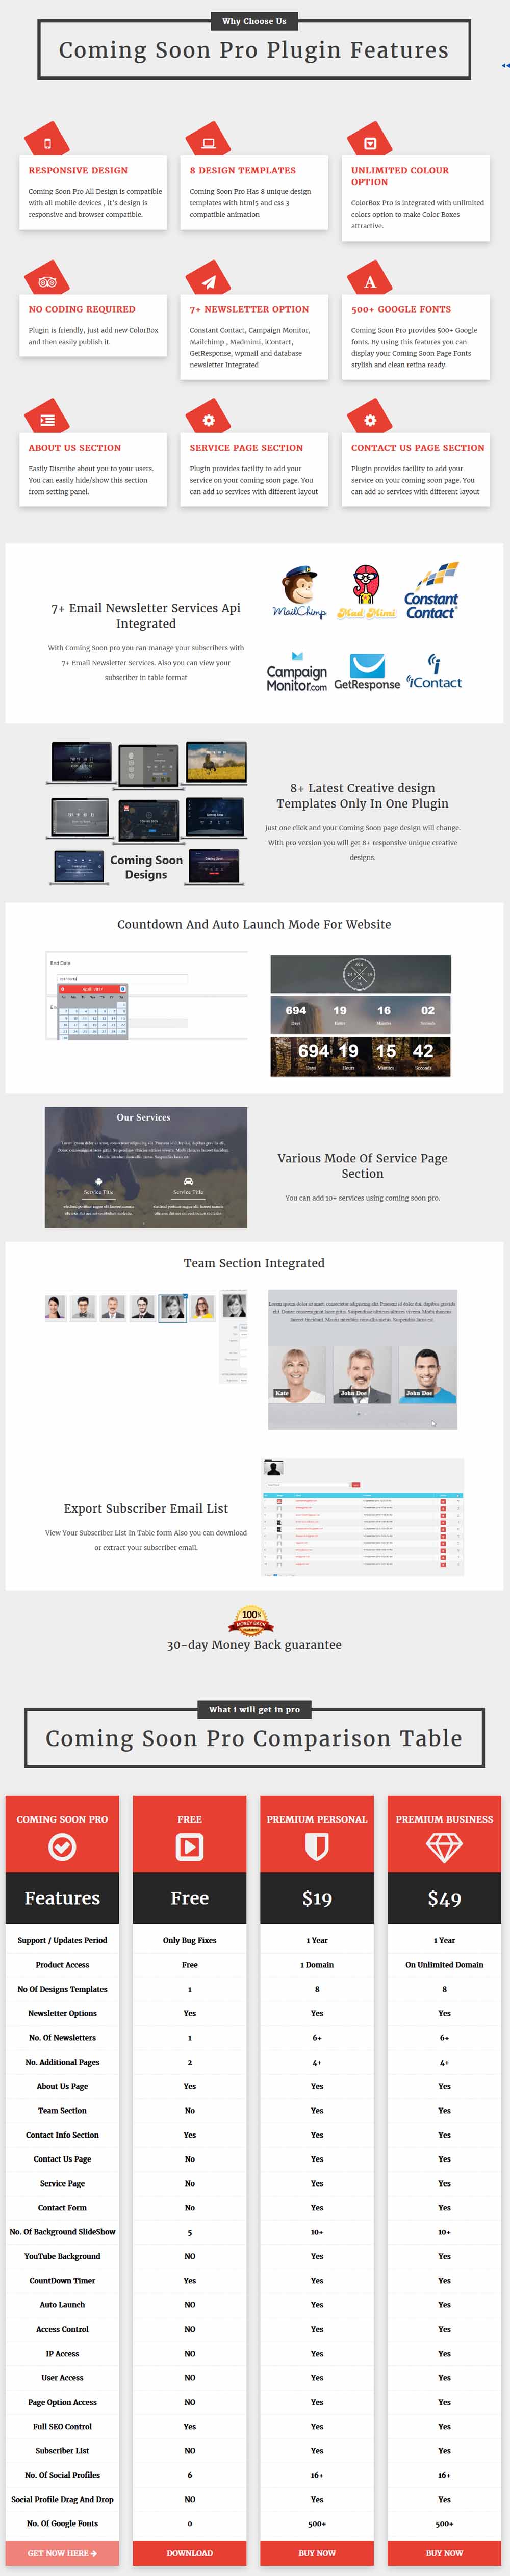 Why Choose Us
Coming Soon Pro Plugin Features
RESPONSIVE DESIGN
Coming Soon Pro All Design is compatible
with all mobile devices , it's design is
responsive and browser compatible.
8 DESIGN TEMPLATES
Coming Soon Pro Has 8 unique design
templates with html5 and css 3
compatible animation
UNLIMITED COLOUR
OPTION
ColorBox Pro is integrated with unlimited
colors option to make Color Boxes
attractive.
NO CODING REQUIRED
Plugin is friendly, just add new ColorBox
and then easily publish it.
7+ NEWSLETTER OPTION
Constant Contact, Campaign Monitor,
Mailchimp , Madmimi, iContact,
GetResponse, wpmail and database
newsletter Integrated
A
500+ GOOGLE FONTS
Coming Soon Pro provides 500+ Google
fonts. By using this features you can
display your Coming Soon Page Fonts
stylish and clean retina ready.
ABOUT US SECTION
Easily Discribe about you to your users.
You can easily hide/show this section
from setting panel.
SERVICE PAGE SECTION
Plugin provides facility to add your
service on your coming soon page. You
can add 10 services with different layout
CONTACT US PAGE SECTION
Plugin provides facility to add your
service on your coming soon page. You
can add 10 services with different layout
7+ Email Newsletter Services Api
Integrated
With Coming Soon pro you can manage your subscribers with
7+ Email Newsletter Services. Also you can view your
subscriber in table format
MailChimp
Mad Mimi
Constant
Contact
Campaign
Monitor.com
GetResponse
iContact
Coming Soon
Designs
8+ Latest Creative design
Templates Only In One Plugin
Just one click and your Coming Soon page design will change.
With pro version you will get 8+ responsive unique creative
designs.
Countdown And Auto Launch Mode For Website
End Date
694 19 16 02
Days Hours Minutes Seconds
694 19 15 42
Days Hours Minutes Seconds
Our Services
Service Title
Service Title
Various Mode Of Service Page
Section
You can add 10+ services using coming soon pro.
Team Section Integrated
Kate
John Doe
John Doe
Export Subscriber Email List
View Your Subscriber List In Table form Also you can download
or extract your subscriber email.
100%
MONEY BACK
30-day Money Back guarantee
What i will get in pro
Coming Soon Pro Comparison Table
COMING SOON PRO FREE PREMIUM PERSONAL PREMIUM BUSINESS
Features Free $19 $49
Support / Updates Period Only Bug Fixes 1 Year 1 Year
Product Access Free 1 Domain On Unlimited Domain
No Of Designs Templates 1 8 8
Newsletter Options Yes Yes Yes
No. Of Newsletters 1 6+ 6+
No. Additional Pages 2 4+ 4+
About Us Page Yes Yes Yes
Team Section No Yes Yes
Contact Info Section Yes Yes Yes
Contact Us Page No Yes Yes
Service Page No Yes Yes
Contact Form No Yes Yes
No. Of Background SlideShow 5 10+ 10+
YouTube Background NO Yes Yes
CountDown Timer Yes Yes Yes
Auto Launch NO Yes Yes
Access Control NO Yes Yes
IP Access NO Yes Yes
User Access NO Yes Yes
Page Option Access NO Yes Yes
Full SEO Control Yes Yes Yes
Subscriber List NO Yes Yes
No. Of Social Profiles 6 16+ 16+
Social Profile Drag And Drop NO Yes Yes
No. Of Google Fonts 0 500+ 500+
GET NOW HERE DOWNLOAD BUY NOW BUY NOW